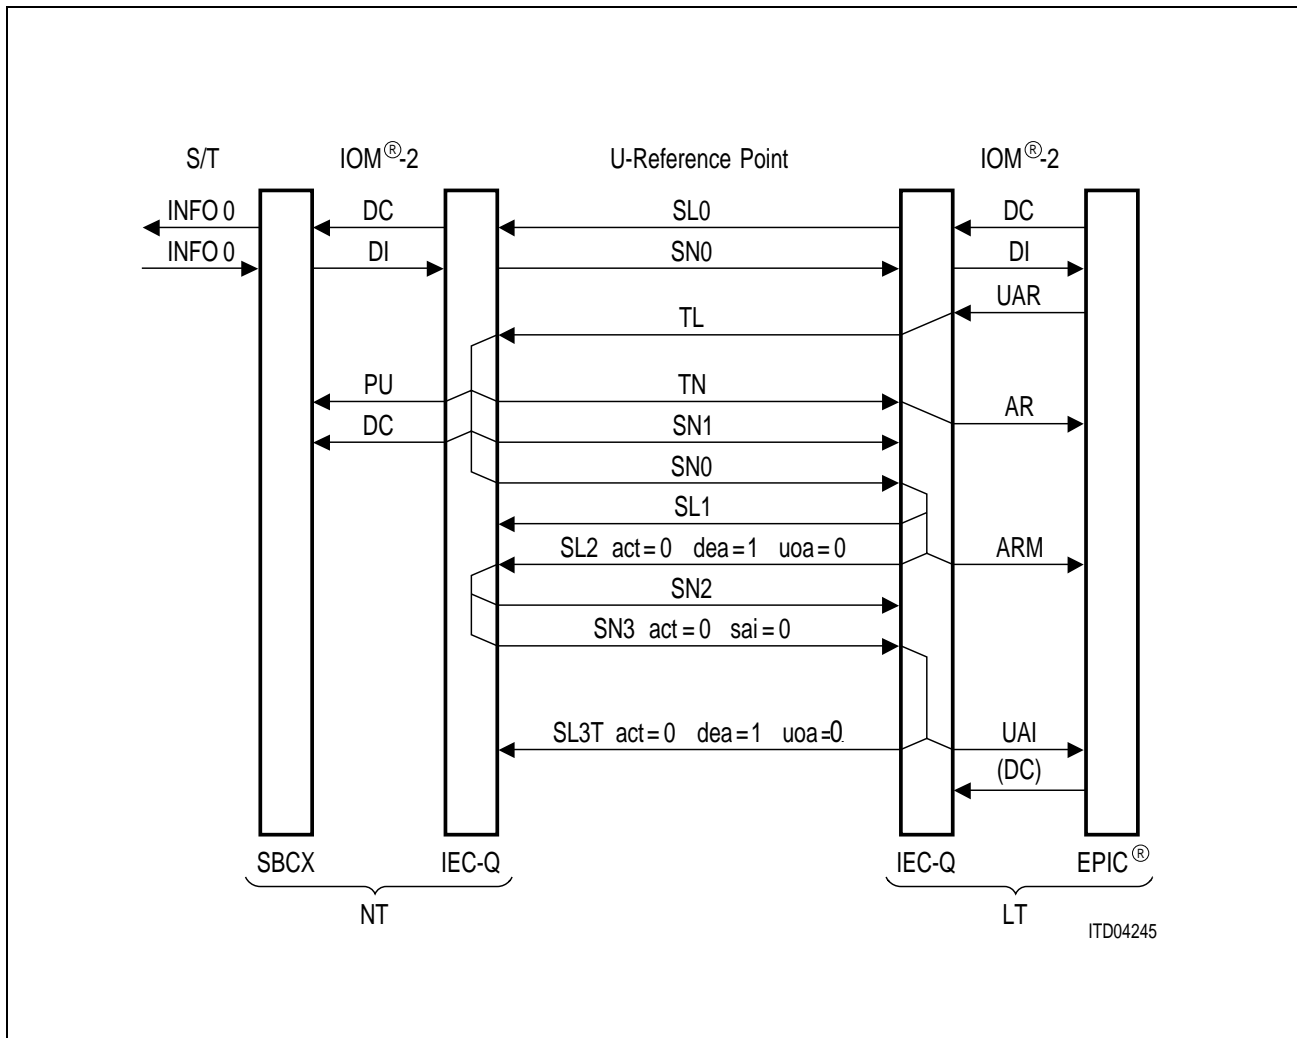 S/T IOM®-2 U-Reference Point IOM®-2
INFO 0 DC SL0 DC
INFO 0 DI SN0 DI
UAR
TL
PU TN AR
DC SN1
SN0
SL1
SL2 act = 0 dea = 1 uoa = 0 ARM
SN2
SN3 act = 0 sai = 0
SL3T act = 0 dea = 1 uoa =0. UAI
(DC)
SBCX IEC-Q IEC-Q EPIC®
NT LT
ITD04245